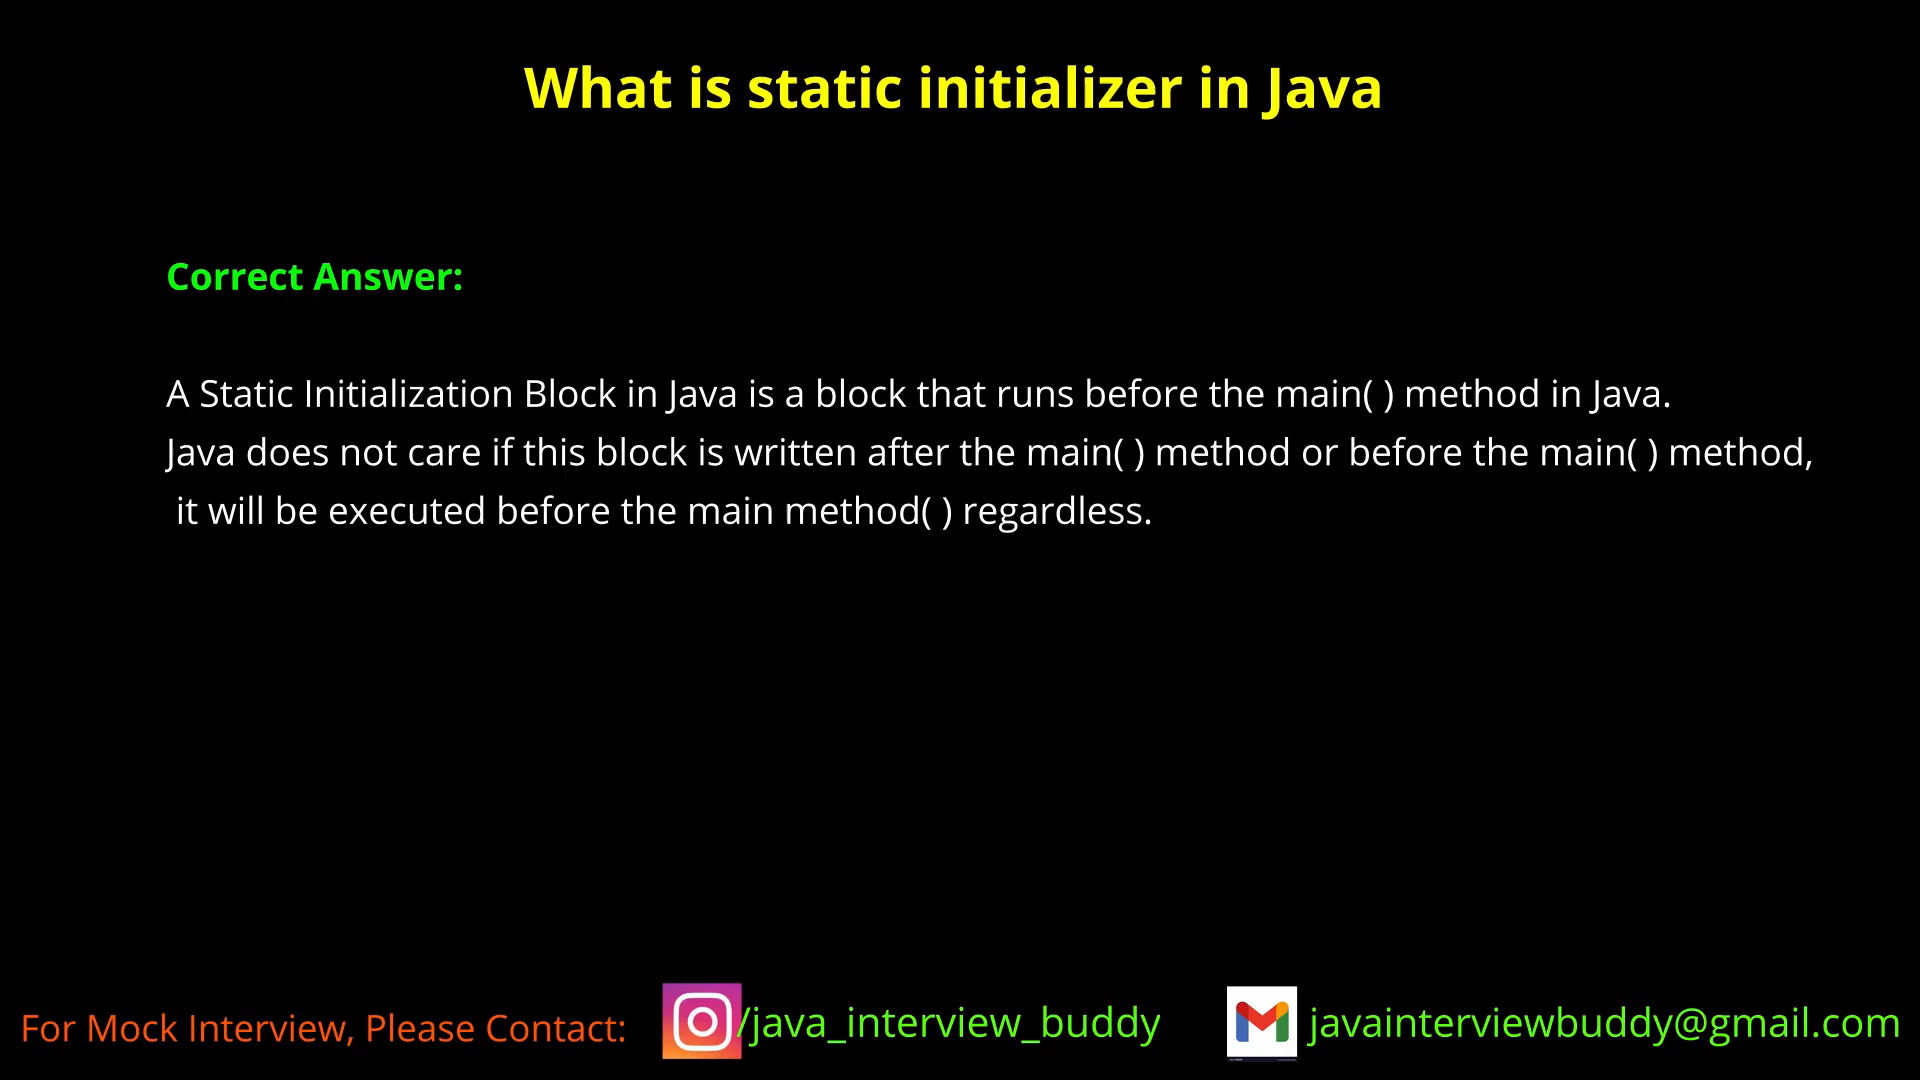 What is static initializer in Java
Correct Answer:
A Static Initialization Block in Java is a block that runs before the main( ) method in Java.
Java does not care if this block is written after the main( ) method or before the main( ) method,
it will be executed before the main method( ) regardless.
For Mock Interview, Please Contact: /java_interview_buddy javainterviewbuddy@gmail.com